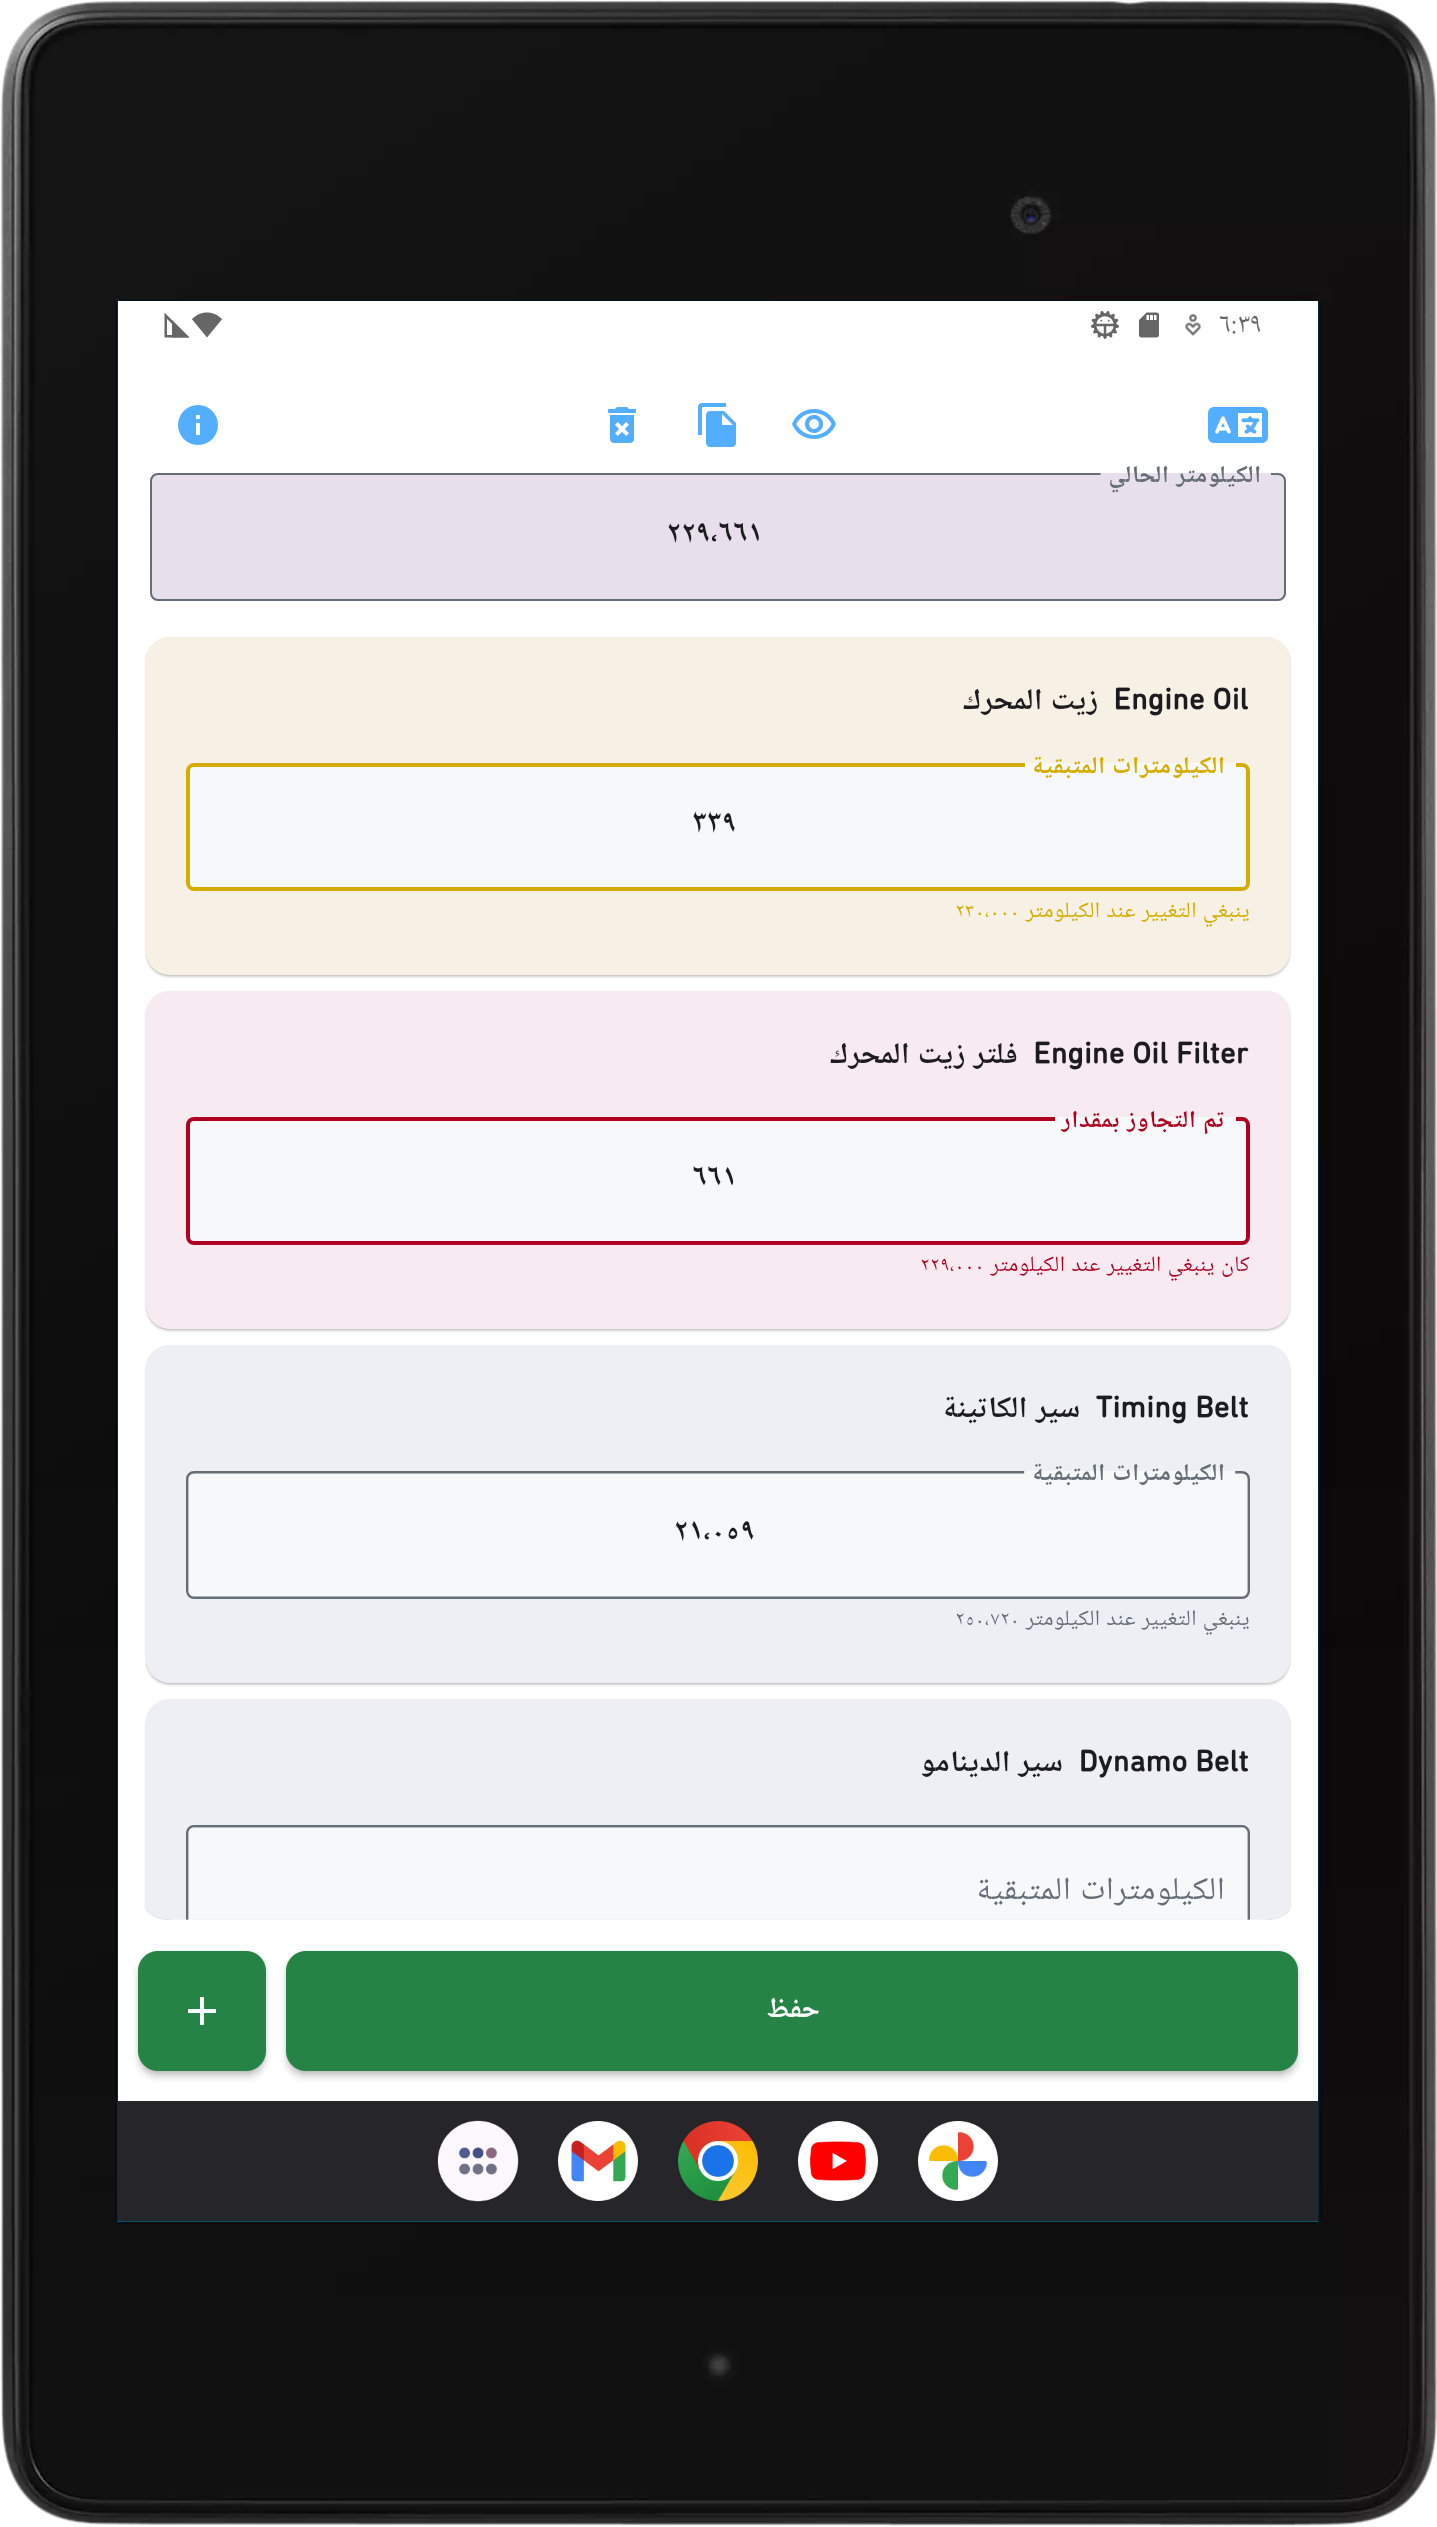 ٦:٣٩
الكيلومتر الحالي
٢٢٩،٦٦١
Engine Oil زيت المحرك
الكيلومترات المتبقية
٣٣٩
ينبغي التغيير عند الكيلومتر ٢٣٠،٠٠٠
Engine Oil Filter فلتر زيت المحرك
تم التجاوز بمقدار
٦٦١
كان ينبغي التغيير عند الكيلومتر ٢٢٩،٠٠٠
Timing Belt سير الكاتينة
الكيلومترات المتبقية
٢١،٠٥٩
ينبغي التغيير عند الكيلومتر ٢٥٠،٧٢٠
Dynamo Belt سير الدينامو
الكيلومترات المتبقية
حفظ